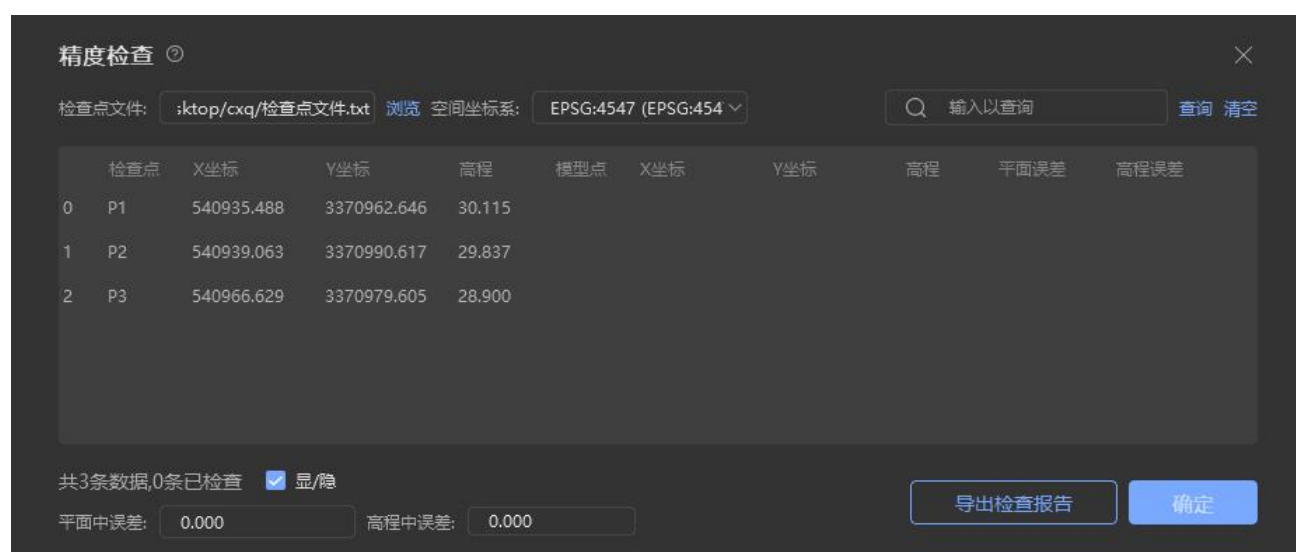 精度检查 ?
检查点文件: sktop/cxq/检查点文件.txt 浏览 空间坐标系: EPSG:4547 (EPSG:454 输入以查询 查询 清空
检查点 X坐标 Y坐标 高程 模型点 X坐标 Y坐标 高程 平面误差 高程误差
0 P1 540935.488 3370962.646 30.115
1 P2 540939.063 3370990.617 29.837
2 P3 540966.629 3370979.605 28.900
共3条数据,0条已检查 显/隐
平面中误差: 0.000 高程中误差: 0.000 导出检查报告 确定